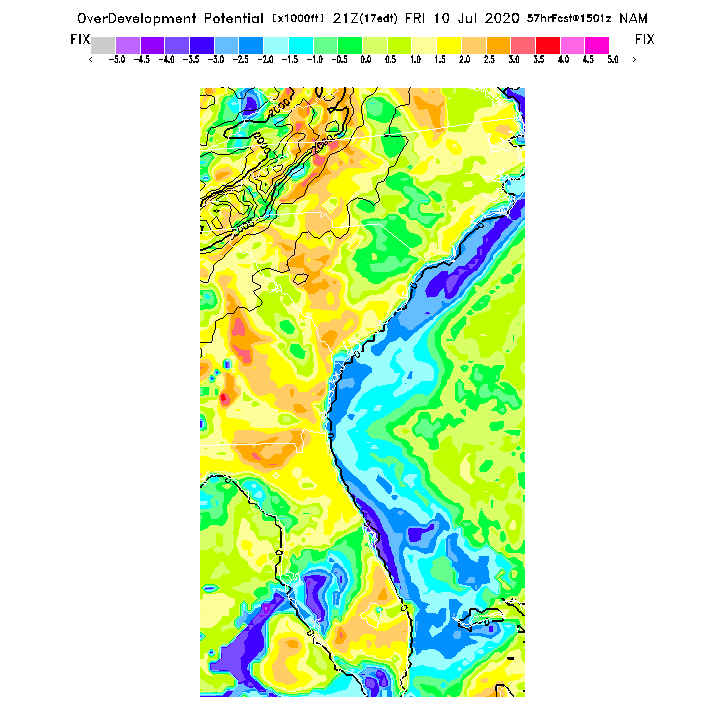 OverDevelopment Potential [x1000ft] 21Z(17edt) FRI 10 Jul 2020 57hrFcst@1501z NAM
FIX FIX
< -5.0 -4.5 -4.0 -3.5 -3.0 -2.5 -2.0 -1.5 -1.0 -0.5 0.0 0.5 1.0 1.5 2.0 2.5 3.0 3.5 4.0 4.5 5.0 >
2000
2000